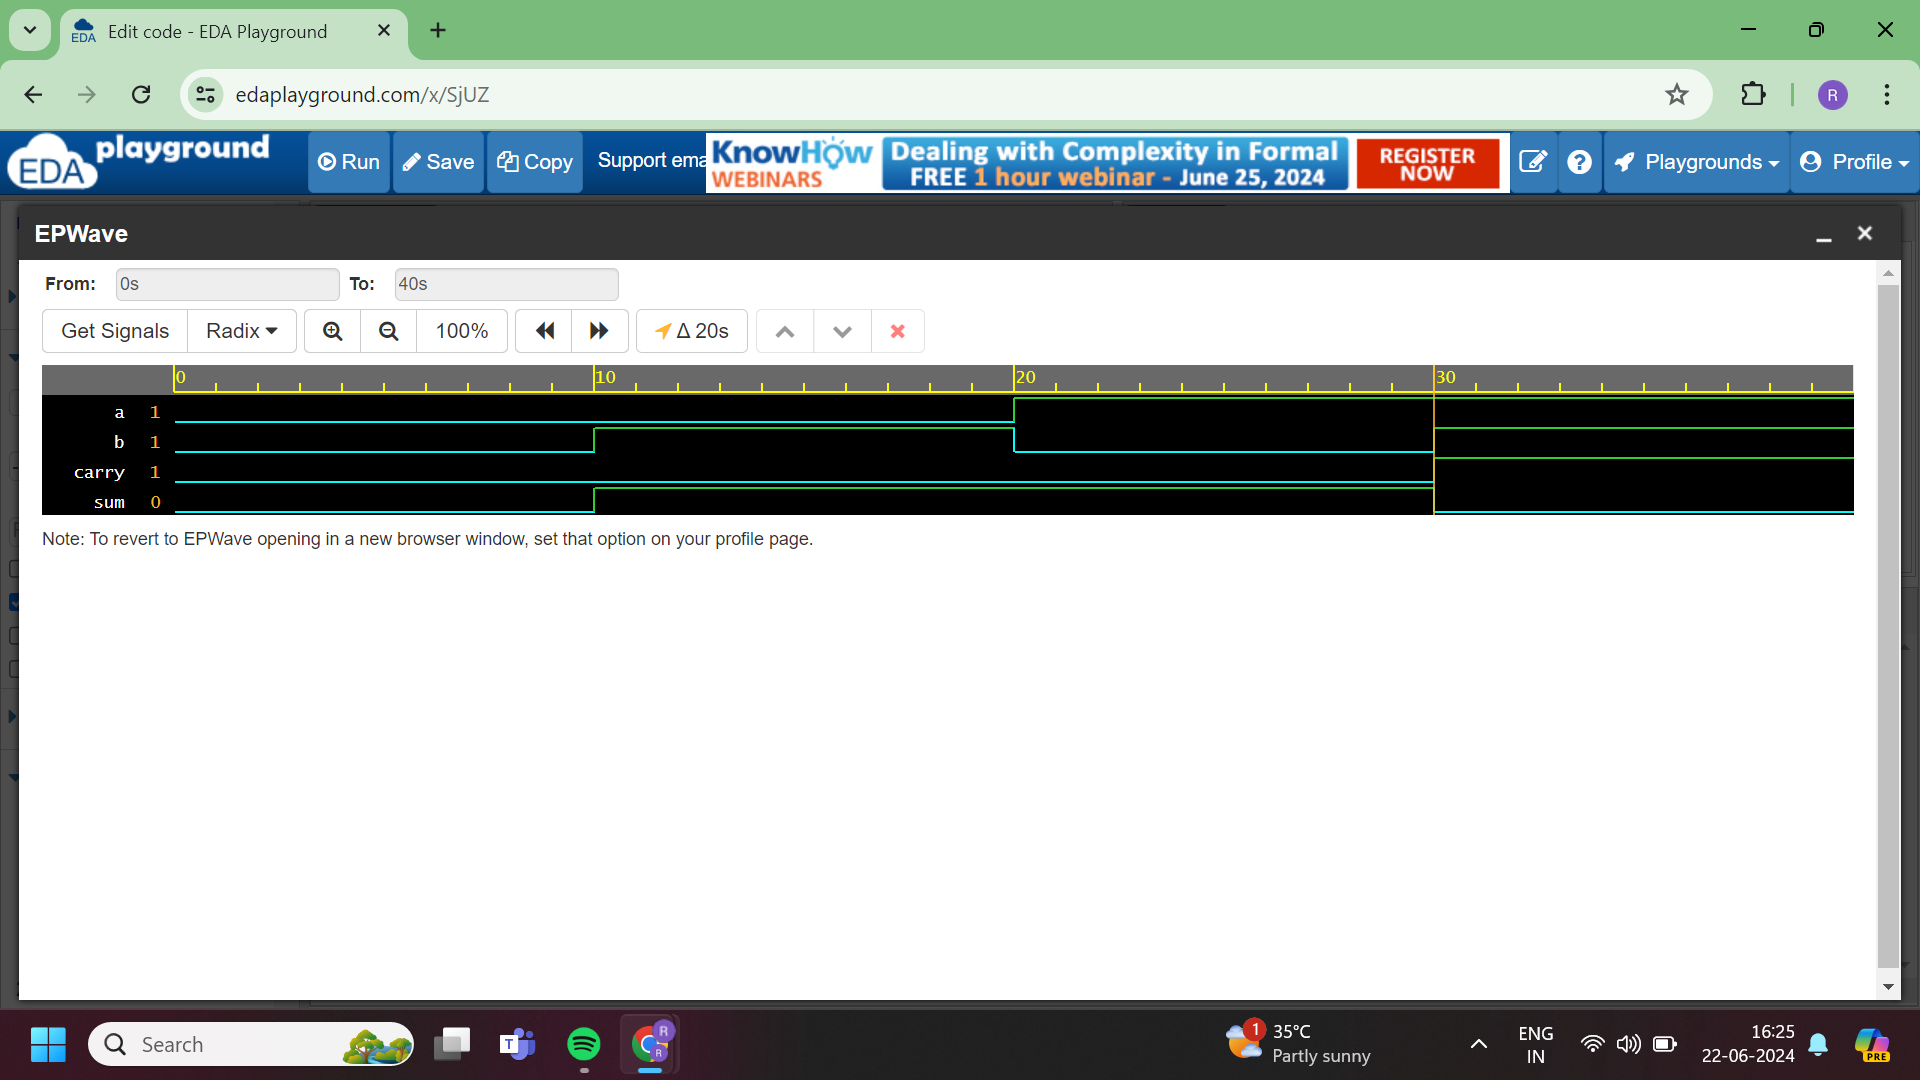 EDA
Edit code - EDA Playground
edaplayground.com/x/SjUZ
R
EDA playground
Run
Save
Copy
Support ema
KnowHow
WEBINARS
Dealing with Complexity in Formal
FREE 1 hour webinar - June 25, 2024
REGISTER
NOW
Playgrounds
Profile
EPWave
From: 0s To: 40s
Get Signals Radix 100% Δ 20s
0 10 20 30
a 1
b 1
carry 1
sum 0
Note: To revert to EPWave opening in a new browser window, set that option on your profile page.
Search
T
R
R
1
35°C
Partly sunny
ENG
IN
16:25
22-06-2024
PRE